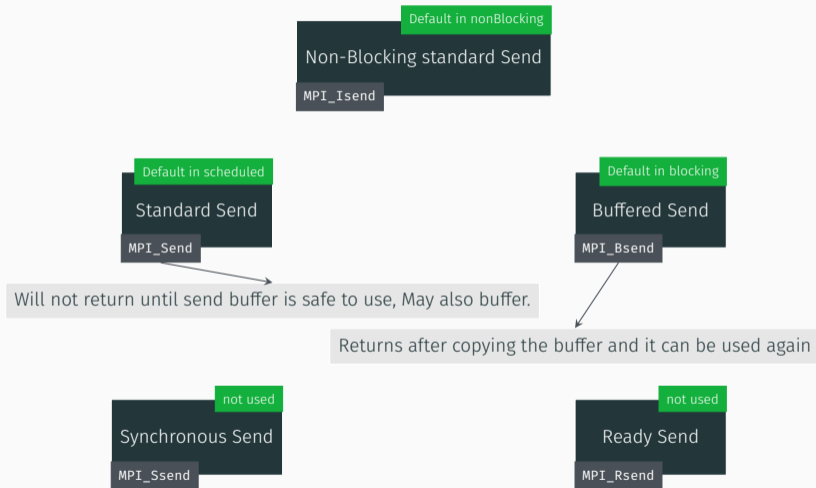 Default in nonBlocking
Non-Blocking standard Send
MPI_Isend
Default in scheduled
Standard Send
MPI_Send
Default in blocking
Buffered Send
MPI_Bsend
Will not return until send buffer is safe to use, May also buffer.
Returns after copying the buffer and it can be used again
not used
Synchronous Send
MPI_Ssend
not used
Ready Send
MPI_Rsend